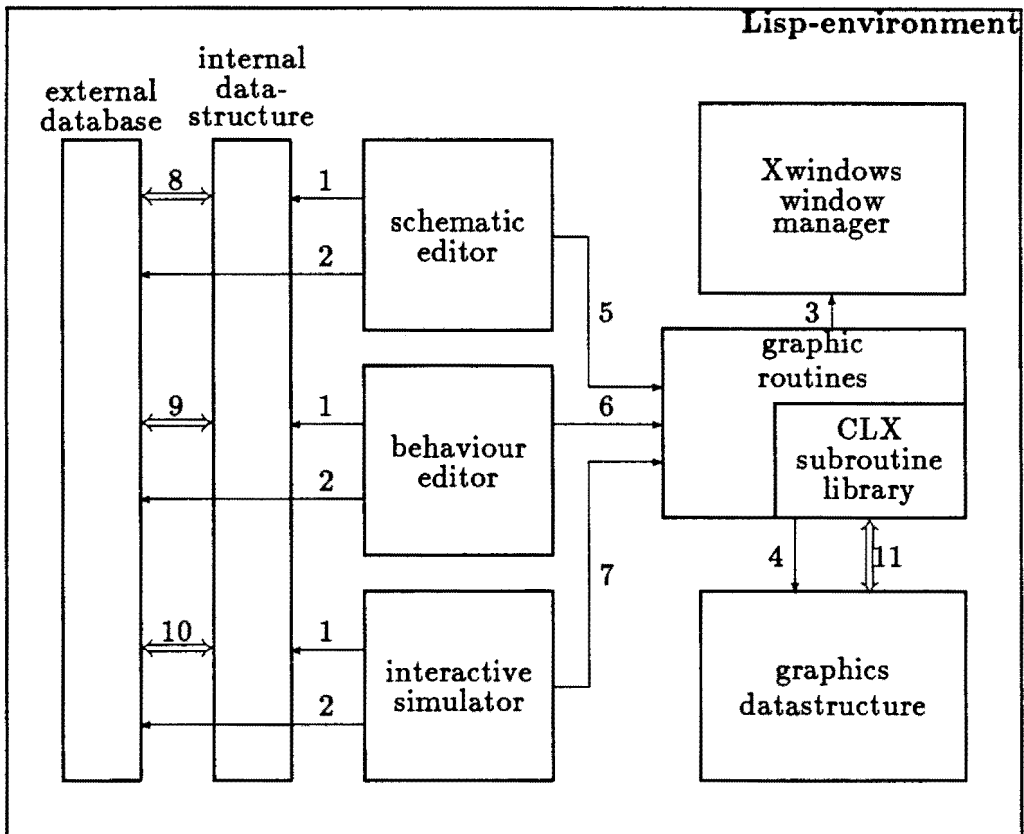 Lisp-environment
external
database
internal
data-
structure
8
1
schematic
editor
2
5
Xwindows
window
manager
3
graphic
routines
CLX
subroutine
library
9
1
behaviour
editor
2
6
7
4
11
10
1
interactive
simulator
2
graphics
datastructure